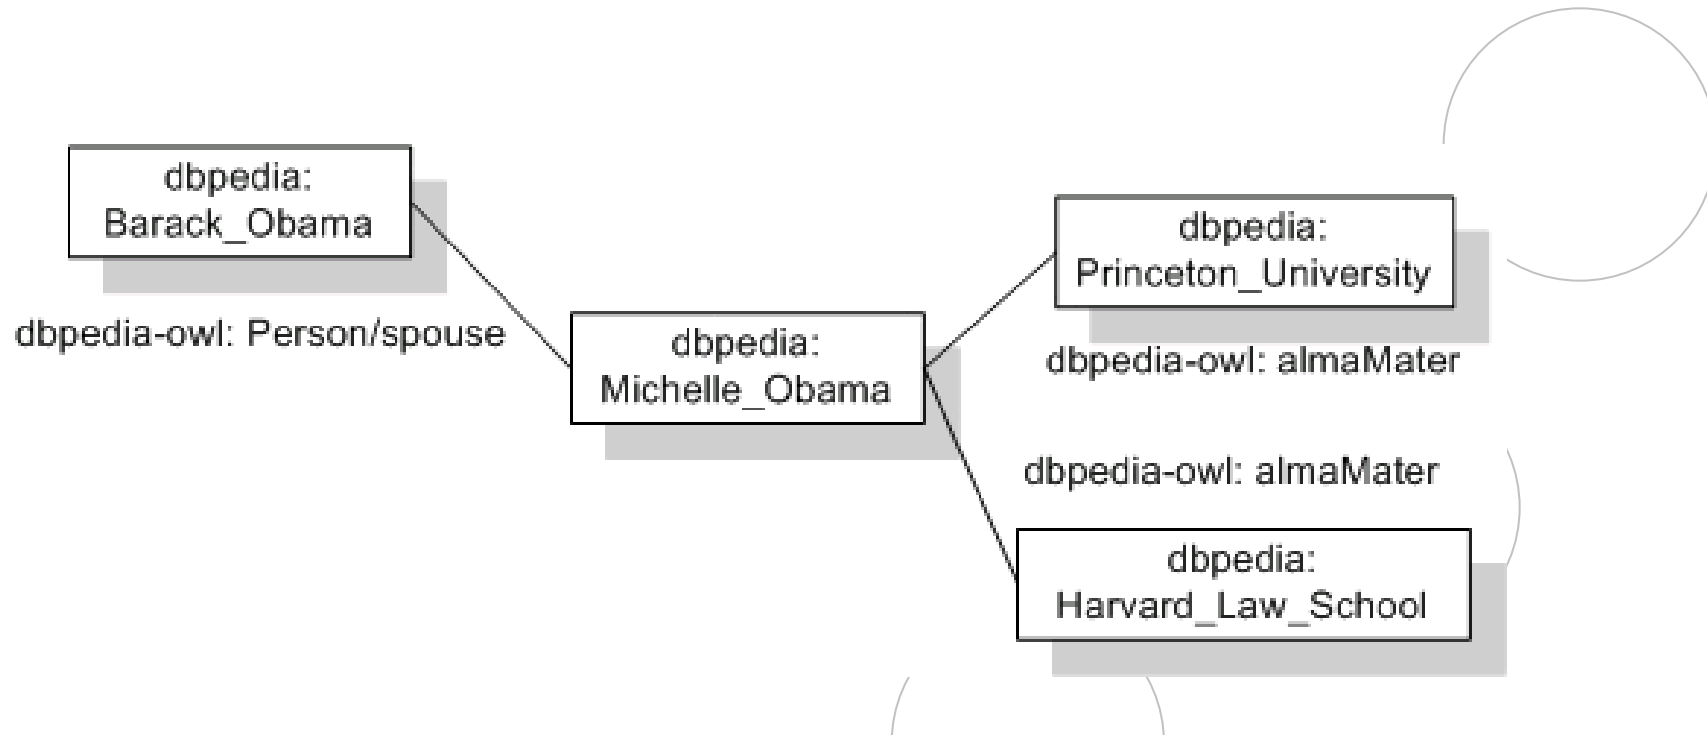 dbpedia:
Barack_Obama
dbpedia-owl: Person/spouse
dbpedia:
Michelle_Obama
dbpedia:
Princeton_University
dbpedia-owl: almaMater
dbpedia-owl: almaMater
dbpedia:
Harvard_Law_School